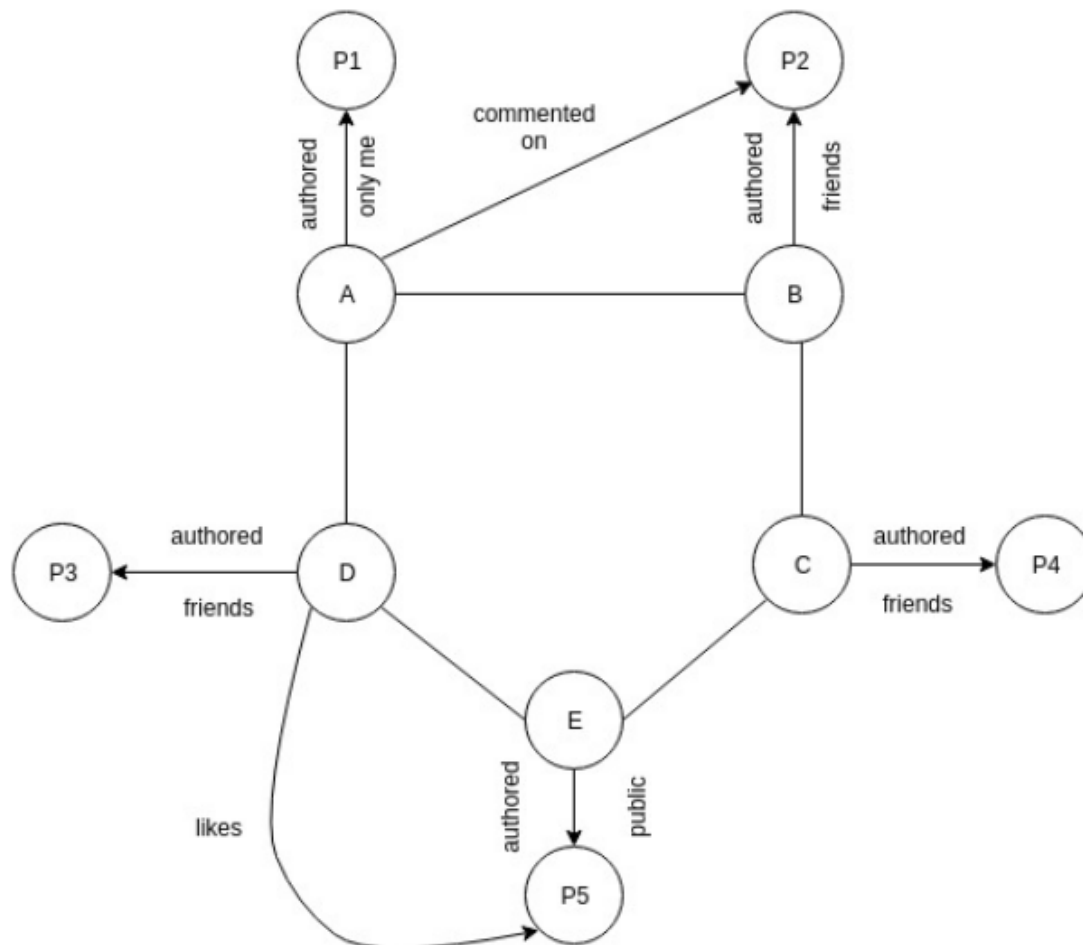 P1
P2
commented
on
authored
only me
authored
friends
A
B
authored
friends
P3
D
C
authored
friends
P4
E
authored
public
likes
P5